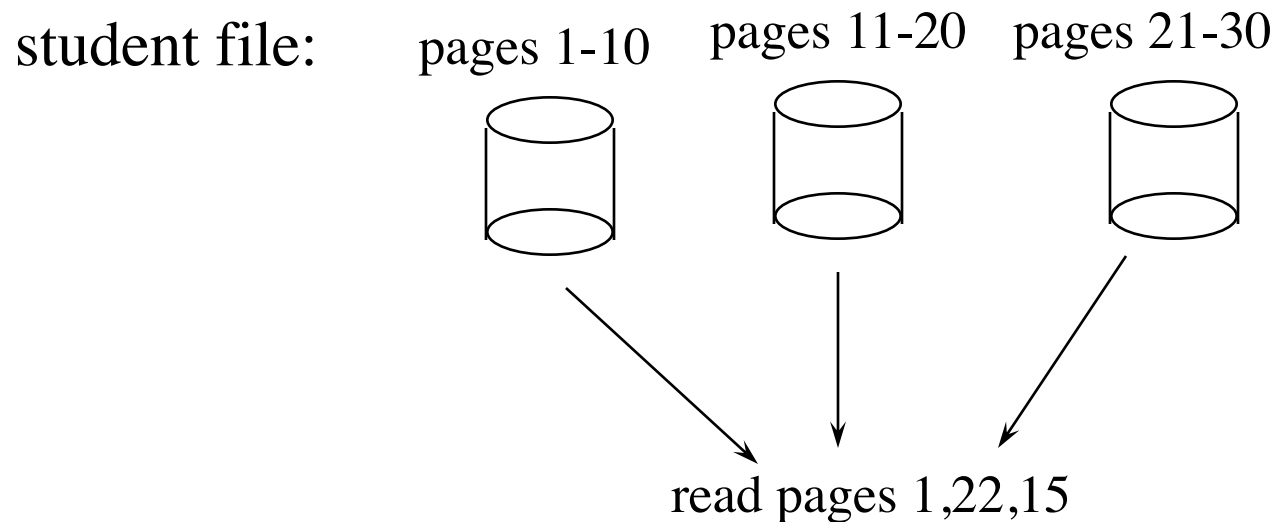 student file:
pages 1-10
pages 11-20
pages 21-30
read pages 1,22,15